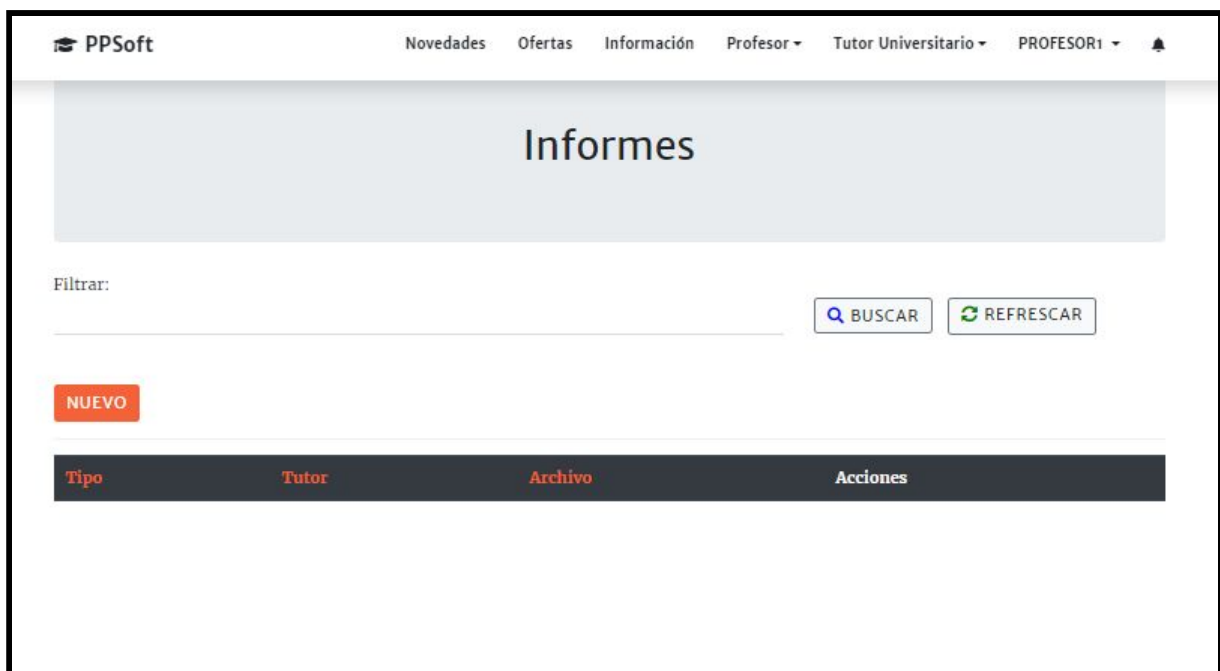 PPSoft Novedades Ofertas Información Profesor Tutor Universitario PROFESOR1
Informes
Filtrar:
BUSCAR REFRESCAR
NUEVO
Tipo Tutor Archivo Acciones